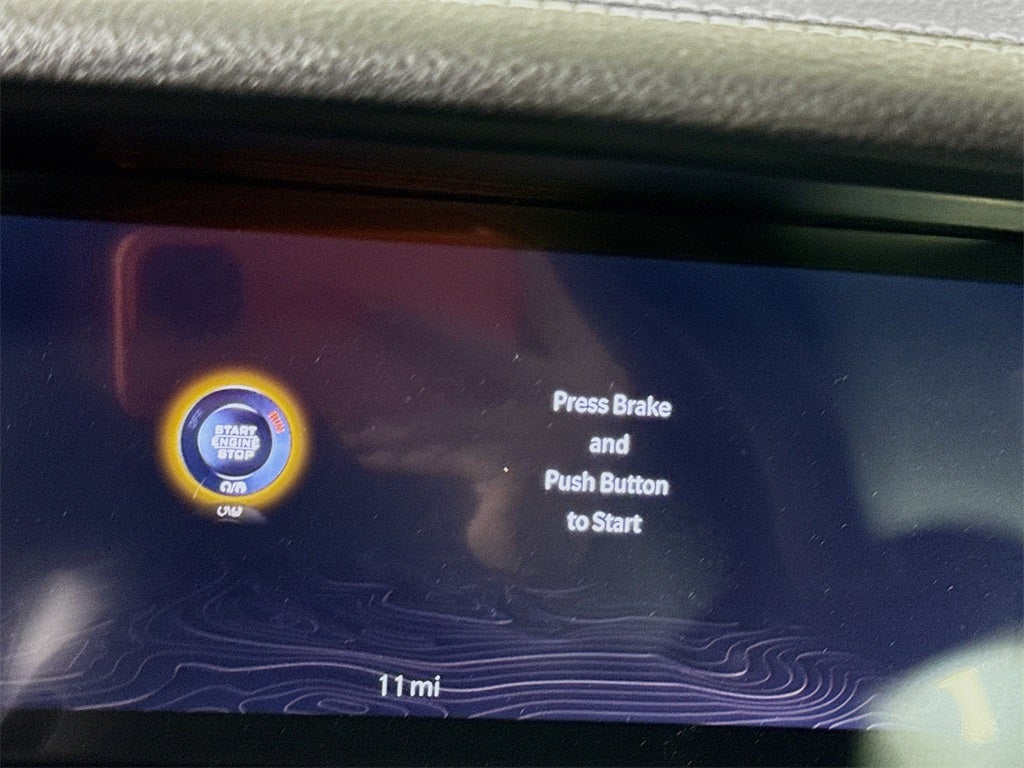 START
ENGINE
STOP
RUN
Press Brake
and
Push Button
to Start
11 mi